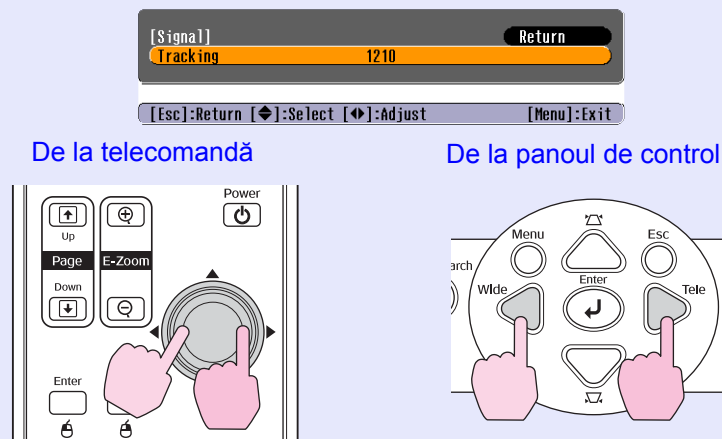 [Signal] Return
Tracking 1210
[Esc]:Return [ ]:Select [ ]:Adjust [Menu]:Exit
De la telecomandă
De la panoul de control
Power
Up
Page E-Zoom
Down
Enter
Menu Esc
arch
Wide Enter Tele